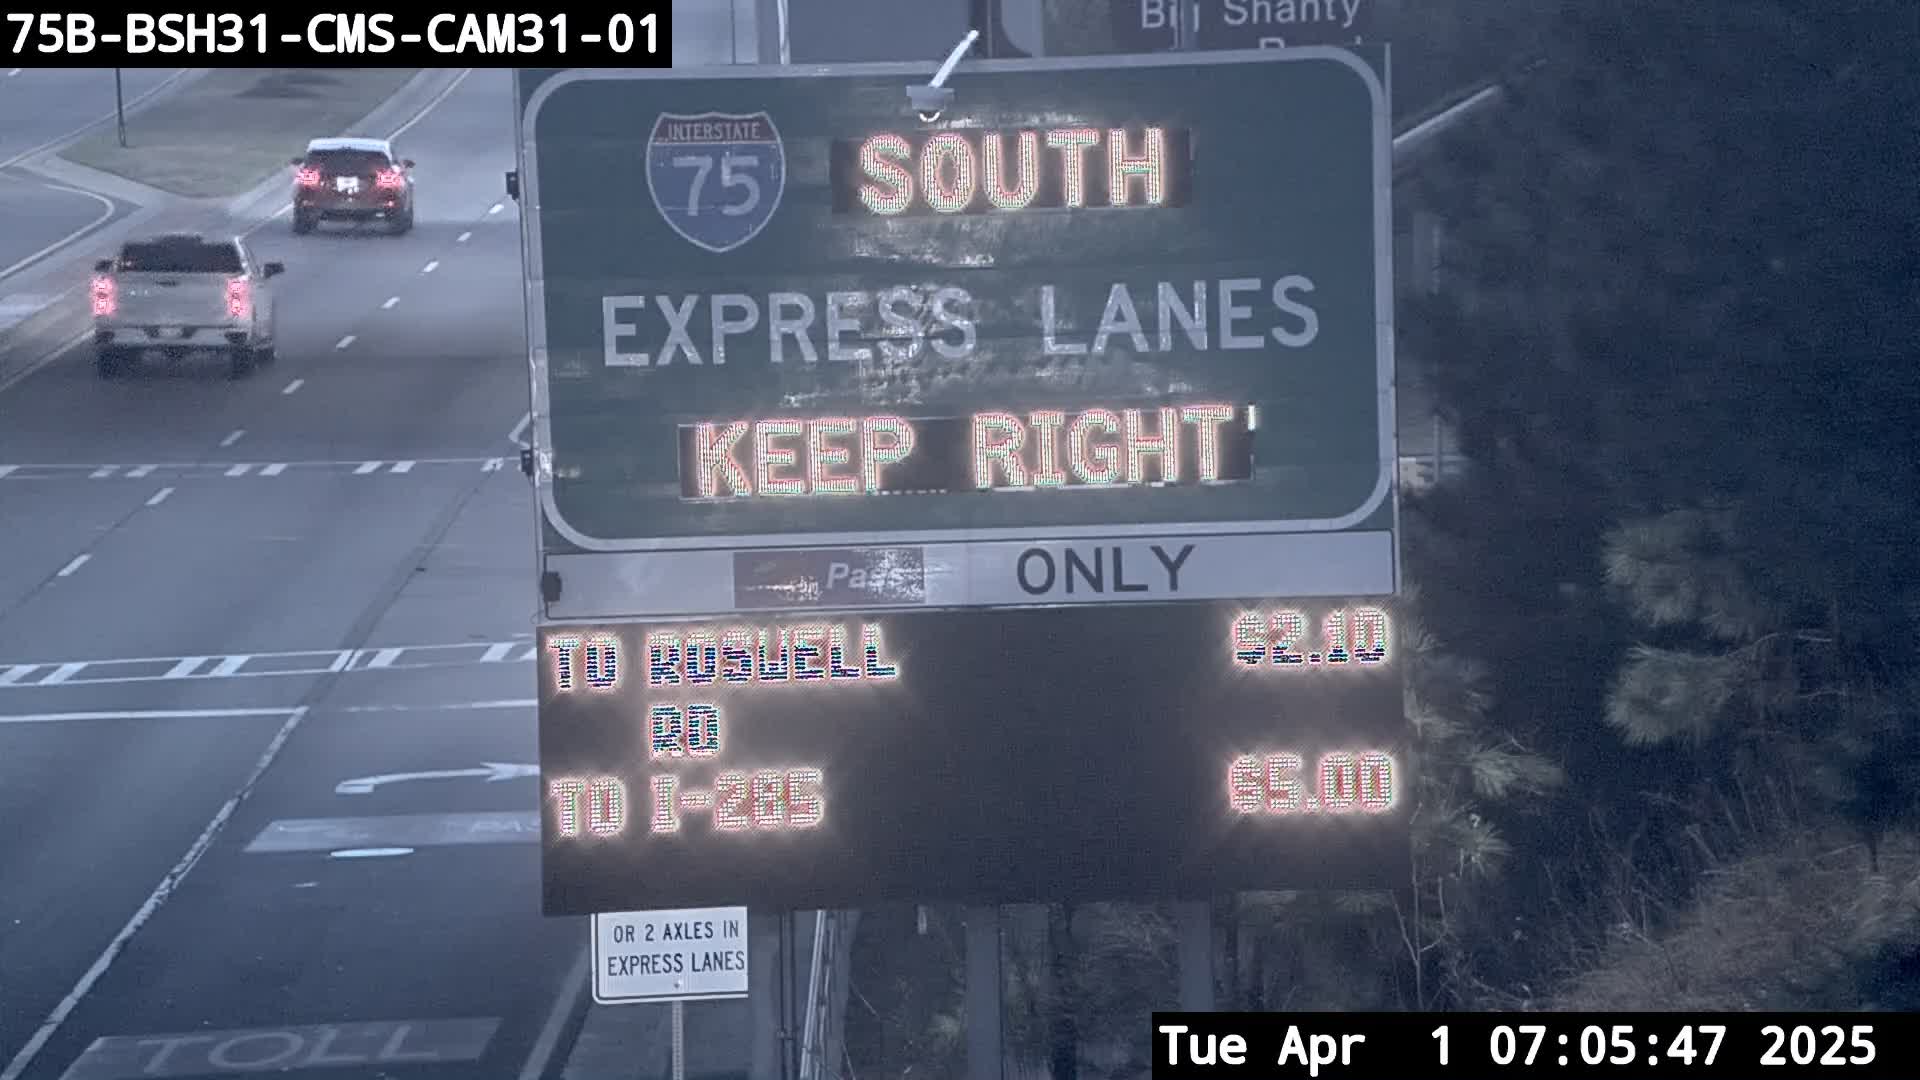 75B-BSH31-CMS-CAM31-01
Big Shanty
INTERSTATE
75
SOUTH
EXPRESS LANES
KEEP RIGHT
Pass ONLY
TO ROSWELL $2.10
RD
TO I-285 $5.00
OR 2 AXLES IN
EXPRESS LANES
TOLL
Tue Apr 1 07:05:47 2025